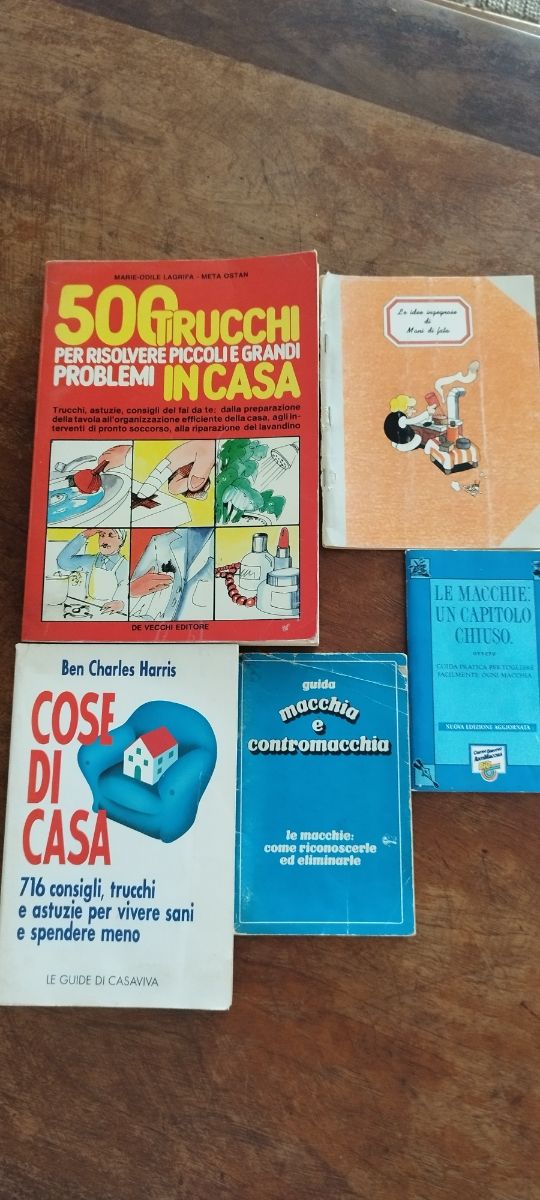 MARIE-ODILE LAGRIFA - META OSTAN
500 TRUCCHI
PER RISOLVERE PICCOLI E GRANDI
PROBLEMI IN CASA
Trucchi, astuzie, consigli del fai da te: dalla preparazione
della tavola all'organizzazione efficiente della casa, agli in-
terventi di pronto soccorso, alla riparazione del lavandino
DE VECCHI EDITORE
Le idee ingegnose
di
Mani di fata
LE MACCHIE:
UN CAPITOLO
CHIUSO.
GUIDA PRATICA PER TOGLIERE
FACILMENTE OGNI MACCHIA
NUOVA EDIZIONE AGGIORNATA
Ben Charles Harris
COSE
DI
CASA
716 consigli, trucchi
e astuzie per vivere sani
e spendere meno
LE GUIDE DI CASAVIVA
guida
macchia
e
contromacchia
le macchie:
come riconoscerle
ed eliminarle